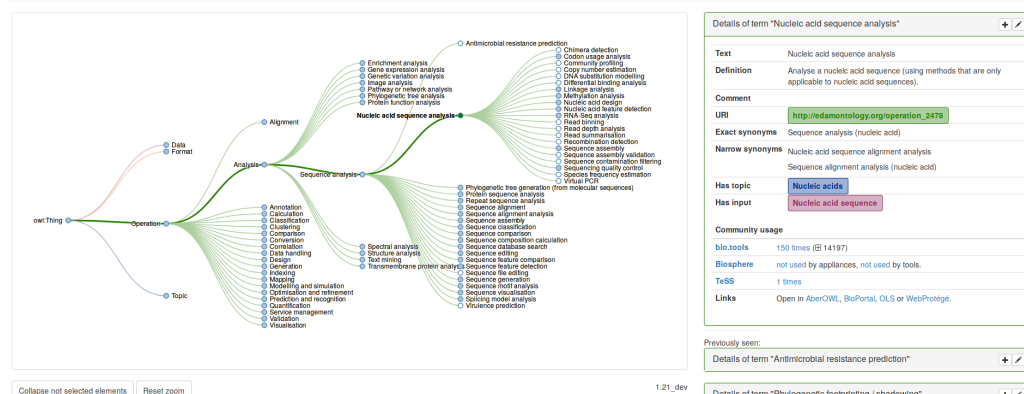 Antimicrobial resistance prediction
Chimera detection
Codon usage analysis
Community profiling
Copy number estimation
DNA substitution modelling
Differential binding analysis
Linkage analysis
Methylation analysis
Nucleic acid design
Nucleic acid feature detection
RNA-Seq analysis
Read binning
Read depth analysis
Read summarisation
Recombination detection
Sequence assembly
Sequence assembly validation
Sequence contamination filtering
Sequencing quality control
Species frequency estimation
Virtual PCR
Enrichment analysis
Gene expression analysis
Genetic variation analysis
Image analysis
Pathway or network analysis
Phylogenetic tree analysis
Protein function analysis
Nucleic acid sequence analysis
Alignment
Data
Format
Analysis
Sequence analysis
Phylogenetic tree generation (from molecular sequences)
Protein sequence analysis
Repeat sequence analysis
Sequence alignment
Sequence alignment analysis
Sequence assembly
Sequence classification
Sequence comparison
Sequence composition calculation
Sequence database search
Sequence editing
Sequence feature comparison
Sequence feature detection
Sequence file editing
Sequence generation
Sequence motif analysis
Sequence visualisation
Splicing model analysis
Virulence prediction
owl:Thing
Operation
Annotation
Calculation
Classification
Clustering
Comparison
Conversion
Correlation
Data handling
Design
Generation
Indexing
Mapping
Modelling and simulation
Optimisation and refinement
Prediction and recognition
Quantification
Service management
Validation
Visualisation
Spectral analysis
Structure analysis
Text mining
Transmembrane protein analysis
Topic
Collapse not selected elements
Reset zoom
1.21_dev
Details of term "Nucleic acid sequence analysis"
Text Nucleic acid sequence analysis
Definition Analyse a nucleic acid sequence (using methods that are only
applicable to nucleic acid sequences).
Comment
URI http://edamontology.org/operation_2478
Exact synonyms Sequence analysis (nucleic acid)
Narrow synonyms Nucleic acid sequence alignment analysis
Sequence alignment analysis (nucleic acid)
Has topic Nucleic acids
Has input Nucleic acid sequence
Community usage
bio.tools 150 times (⊞ 14197)
Biosphere not used by appliances, not used by tools.
TeSS 1 times
Links Open in AberOWL, BioPortal, OLS or WebProtégé.
Previously seen:
Details of term "Antimicrobial resistance prediction"
Details of term "Phylogenetic footprinting / shadowing"